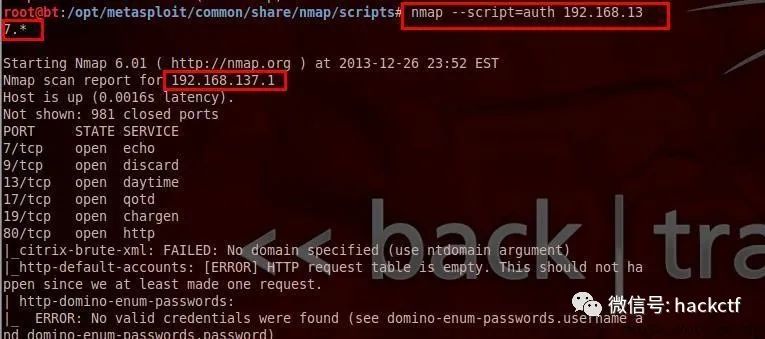 root@bt:/opt/metasploit/common/share/nmap/scripts# nmap --script=auth 192.168.13
7.*
Starting Nmap 6.01 ( http://nmap.org ) at 2013-12-26 23:52 EST
Nmap scan report for 192.168.137.1
Host is up (0.0016s latency).
Not shown: 981 closed ports
PORT STATE SERVICE
7/tcp open echo
9/tcp open discard
13/tcp open daytime
17/tcp open qotd
19/tcp open chargen
80/tcp open http
<< back | tra
|_citrix-brute-xml: FAILED: No domain specified (use ntdomain argument)
|_http-default-accounts: [ERROR] HTTP request table is empty. This should not ha
ppen since we at least made one request.
| http-domino-enum-passwords:
|_  ERROR: No valid credentials were found (see domino-enum-passwords.username a
nd domino-enum-passwords.password)
微信号: hackctf